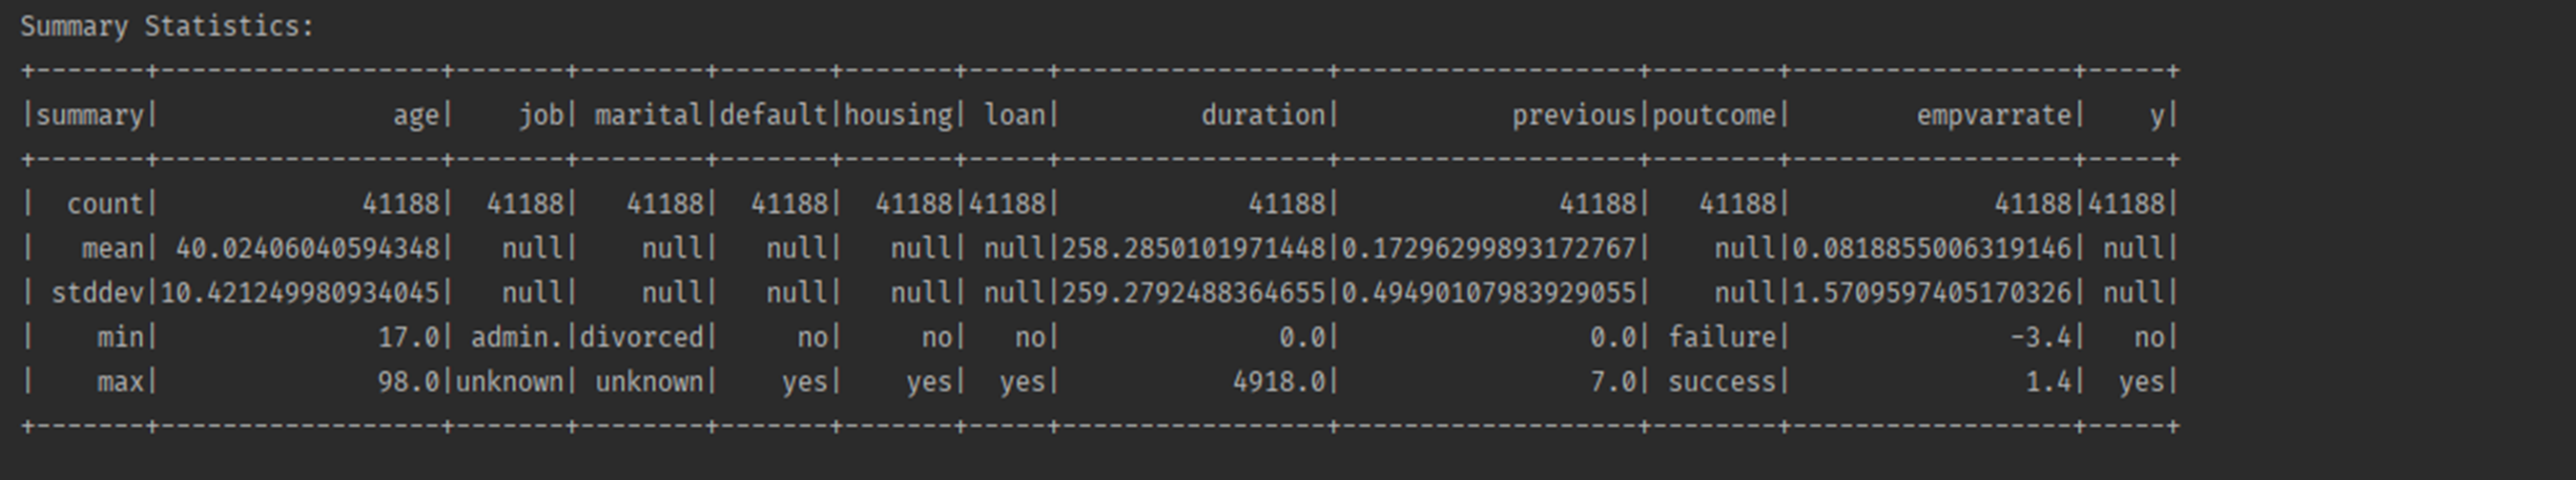 Summary Statistics:
+-------+------------------+-------+--------+-------+-------+-----+-----------------+-------------------+--------+------------------+-----+
|summary|               age|    job| marital|default|housing| loan|         duration|           previous|poutcome|        empvarrate|    y|
+-------+------------------+-------+--------+-------+-------+-----+-----------------+-------------------+--------+------------------+-----+
|  count|             41188|  41188|   41188|  41188|  41188|41188|            41188|              41188|   41188|             41188|41188|
|   mean| 40.02406040594348|   null|    null|   null|   null| null|258.2850101971448|0.17296299893172767|    null|0.0818855006319146| null|
| stddev|10.421249980934045|   null|    null|   null|   null| null|259.2792488364655|0.49490107983929055|    null|1.5709597405170326| null|
|    min|              17.0| admin.|divorced|     no|     no|   no|              0.0|                0.0| failure|              -3.4|   no|
|    max|              98.0|unknown| unknown|    yes|    yes|  yes|           4918.0|                7.0| success|               1.4|  yes|
+-------+------------------+-------+--------+-------+-------+-----+-----------------+-------------------+--------+------------------+-----+